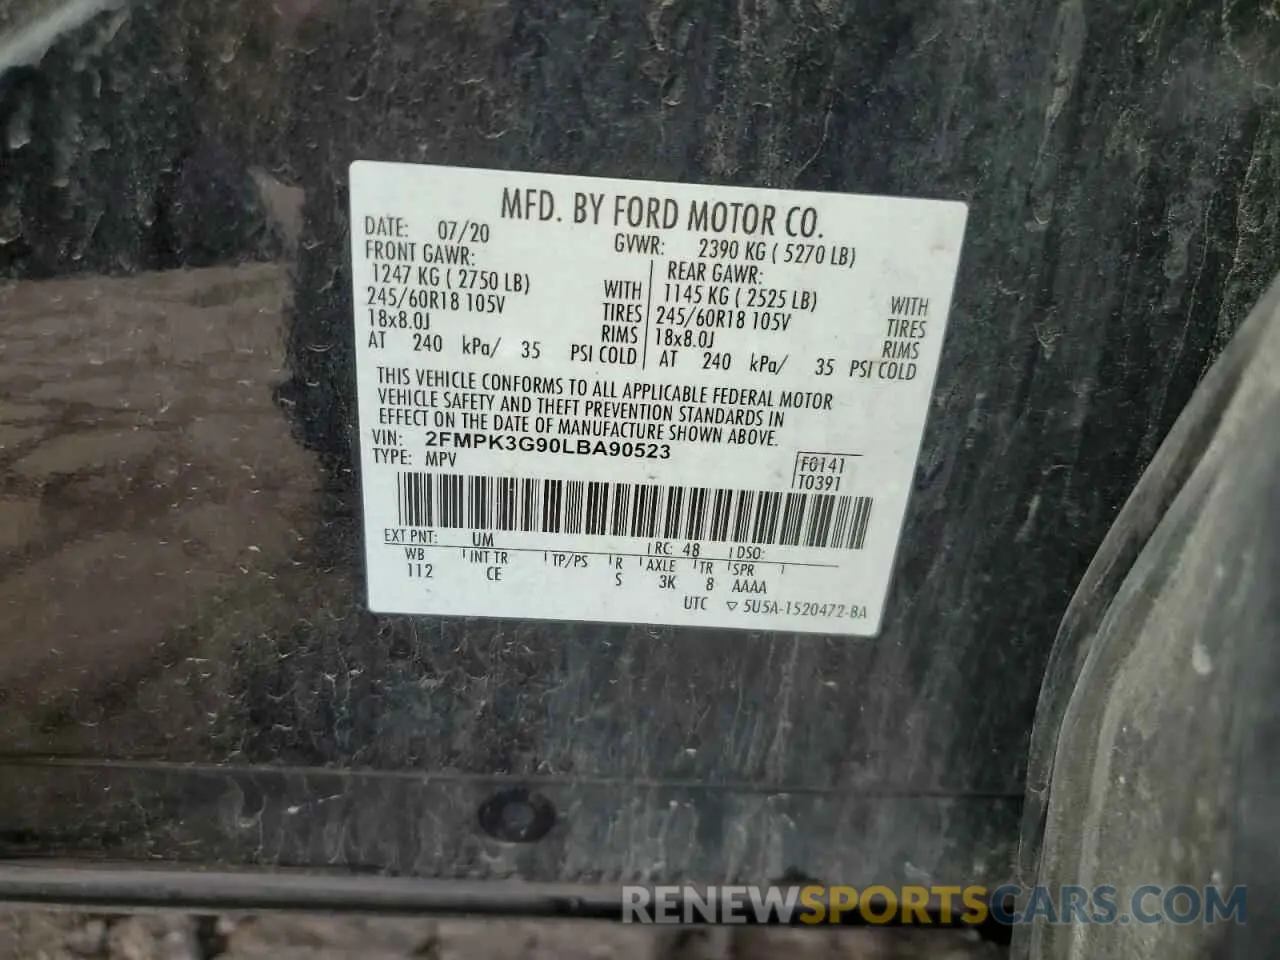 MFD. BY FORD MOTOR CO.
DATE: 07/20 GVWR: 2390 KG ( 5270 LB)
FRONT GAWR: REAR GAWR:
1247 KG ( 2750 LB) WITH 1145 KG ( 2525 LB) WITH
245/60R18 105V TIRES 245/60R18 105V TIRES
18x8.0J RIMS 18x8.0J RIMS
AT 240 kPa/ 35 PSI COLD AT 240 kPa/ 35 PSI COLD
THIS VEHICLE CONFORMS TO ALL APPLICABLE FEDERAL MOTOR
VEHICLE SAFETY AND THEFT PREVENTION STANDARDS IN
EFFECT ON THE DATE OF MANUFACTURE SHOWN ABOVE.
VIN: 2FMPK3G90LBA90523
TYPE: MPV
F0141
T0391
EXT PNT: UM RC: 48 DSO:
WB INT TR TP/PS R AXLE TR SPR
112 CE S 3K 8 AAAA
UTC ▽ 5U5A-1520472-BA
RENEWSPORTSCARS.COM